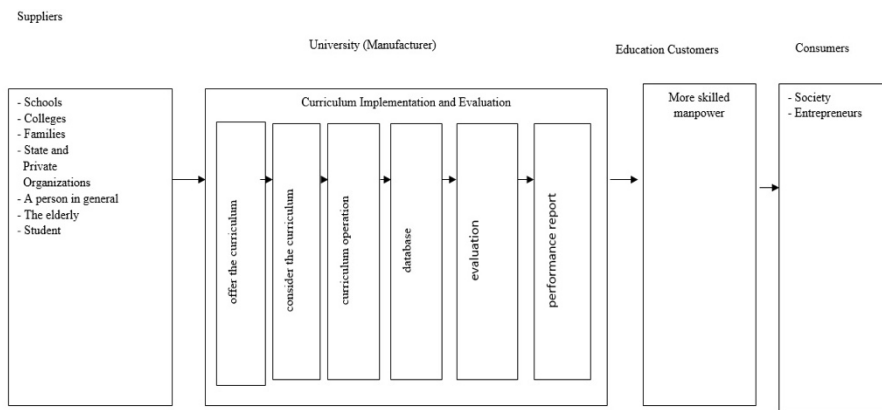 Suppliers
University (Manufacturer)
Education Customers
Consumers
- Schools
- Colleges
- Families
- State and
Private
Organizations
- A person in general
- The elderly
- Student
Curriculum Implementation and Evaluation
offer the curriculum
consider the curriculum
curriculum operation
database
evaluation
performance report
More skilled
manpower
- Society
- Entrepreneurs